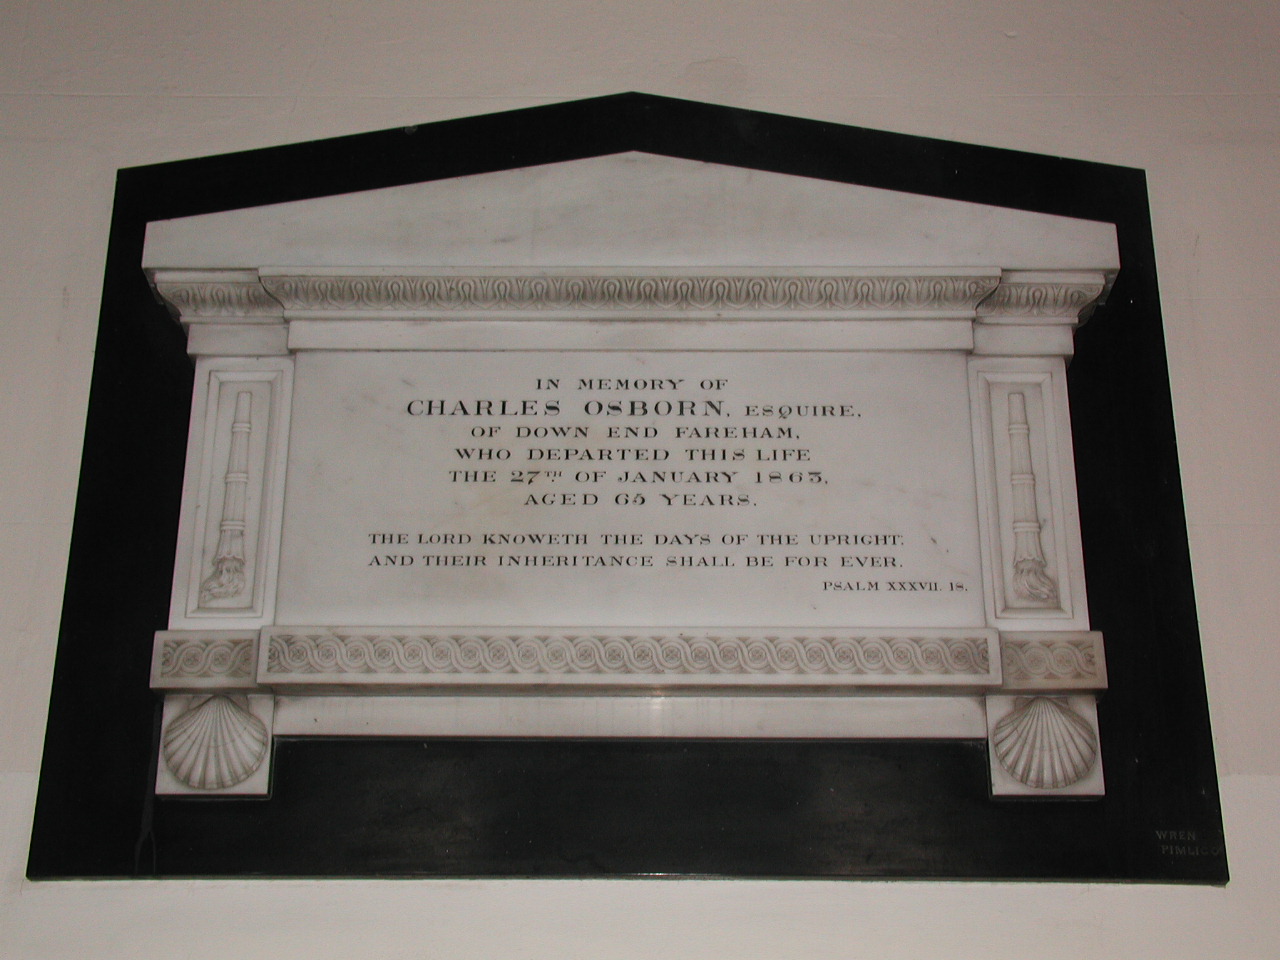 IN MEMORY OF
CHARLES OSBORN, ESQUIRE,
OF DOWN END FAREHAM,
WHO DEPARTED THIS LIFE
THE 27TH OF JANUARY 1863,
AGED 65 YEARS.
THE LORD KNOWETH THE DAYS OF THE UPRIGHT:
AND THEIR INHERITANCE SHALL BE FOR EVER.
PSALM XXXVII. 18.
WREN
PIMLICO